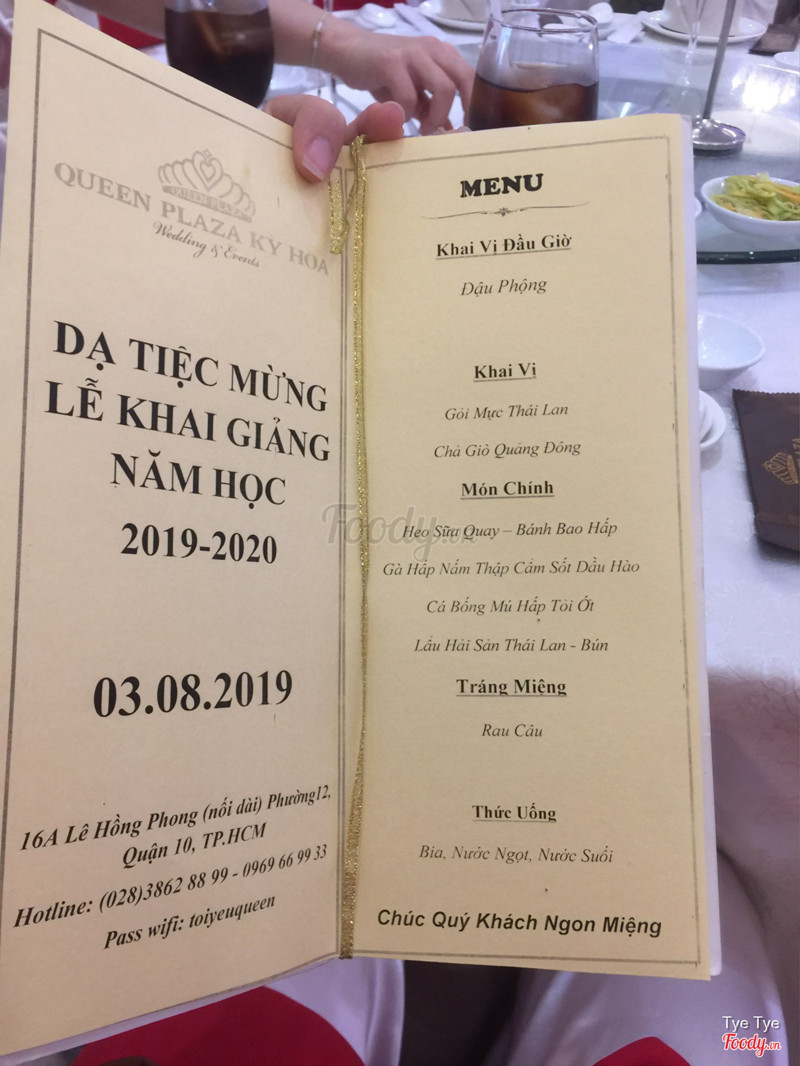 QUEEN PLAZA
QUEEN PLAZA KỲ HOÀ
Wedding & Events
DẠ TIỆC MỪNG
LỄ KHAI GIẢNG
NĂM HỌC
2019-2020
03.08.2019
16A Lê Hồng Phong (nối dài) Phường12,
Quận 10, TP.HCM
Hotline: (028)3862 88 99 - 0969 66 99 33
Pass wifi: toiyeuqueen
MENU
Khai Vị Đầu Giờ
Đậu Phộng
Khai Vị
Gỏi Mực Thái Lan
Chả Giò Quảng Đông
Món Chính
Heo Sữa Quay – Bánh Bao Hấp
Gà Hấp Nấm Thập Cẩm Sốt Dầu Hào
Cá Bống Mú Hấp Tỏi Ớt
Lẩu Hải Sản Thái Lan - Bún
Tráng Miệng
Rau Câu
Thức Uống
Bia, Nước Ngọt, Nước Suối
Chúc Quý Khách Ngon Miệng
Foody.vn
Tye Tye
Foody.vn